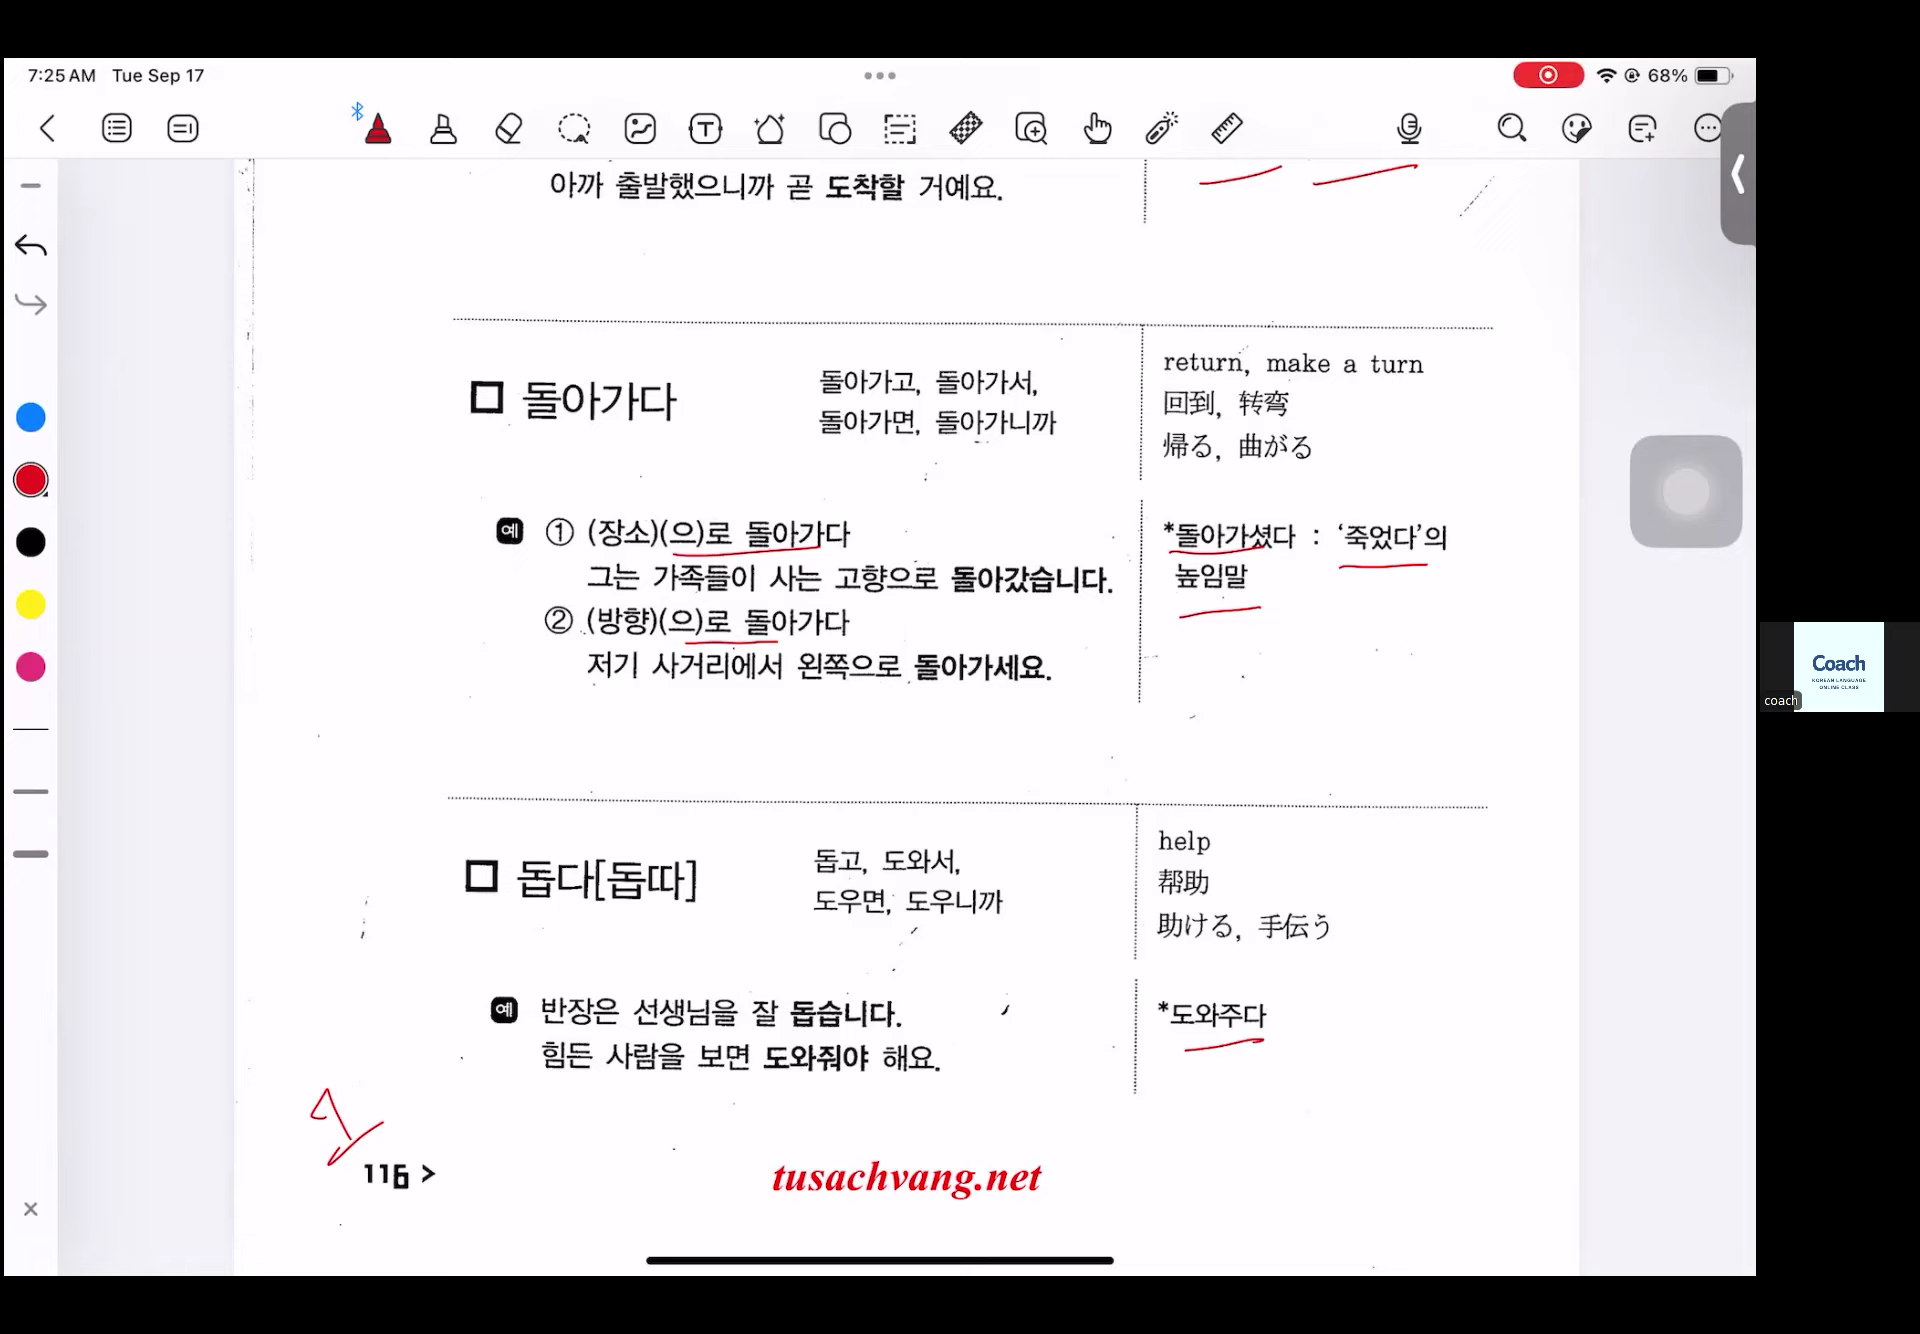 7:25 AM Tue Sep 17
68%
아까 출발했으니까 곧 도착할 거예요.
돌아가다
돌아가고, 돌아가서,
돌아가면, 돌아가니까
return, make a turn
回到, 转弯
帰る, 曲がる
예 ① (장소)(으)로 돌아가다
그는 가족들이 사는 고향으로 돌아갔습니다.
② (방향)(으)로 돌아가다
저기 사거리에서 왼쪽으로 돌아가세요.
*돌아가셨다 : ‘죽었다’의
높임말
돕다[돕따]
돕고, 도와서,
도우면, 도우니까
help
帮助
助ける, 手伝う
예 반장은 선생님을 잘 돕습니다.
힘든 사람을 보면 도와줘야 해요.
*도와주다
116 >
tusachvang.net
Coach
KOREAN LANGUAGE
ONLINE CLASS
coach